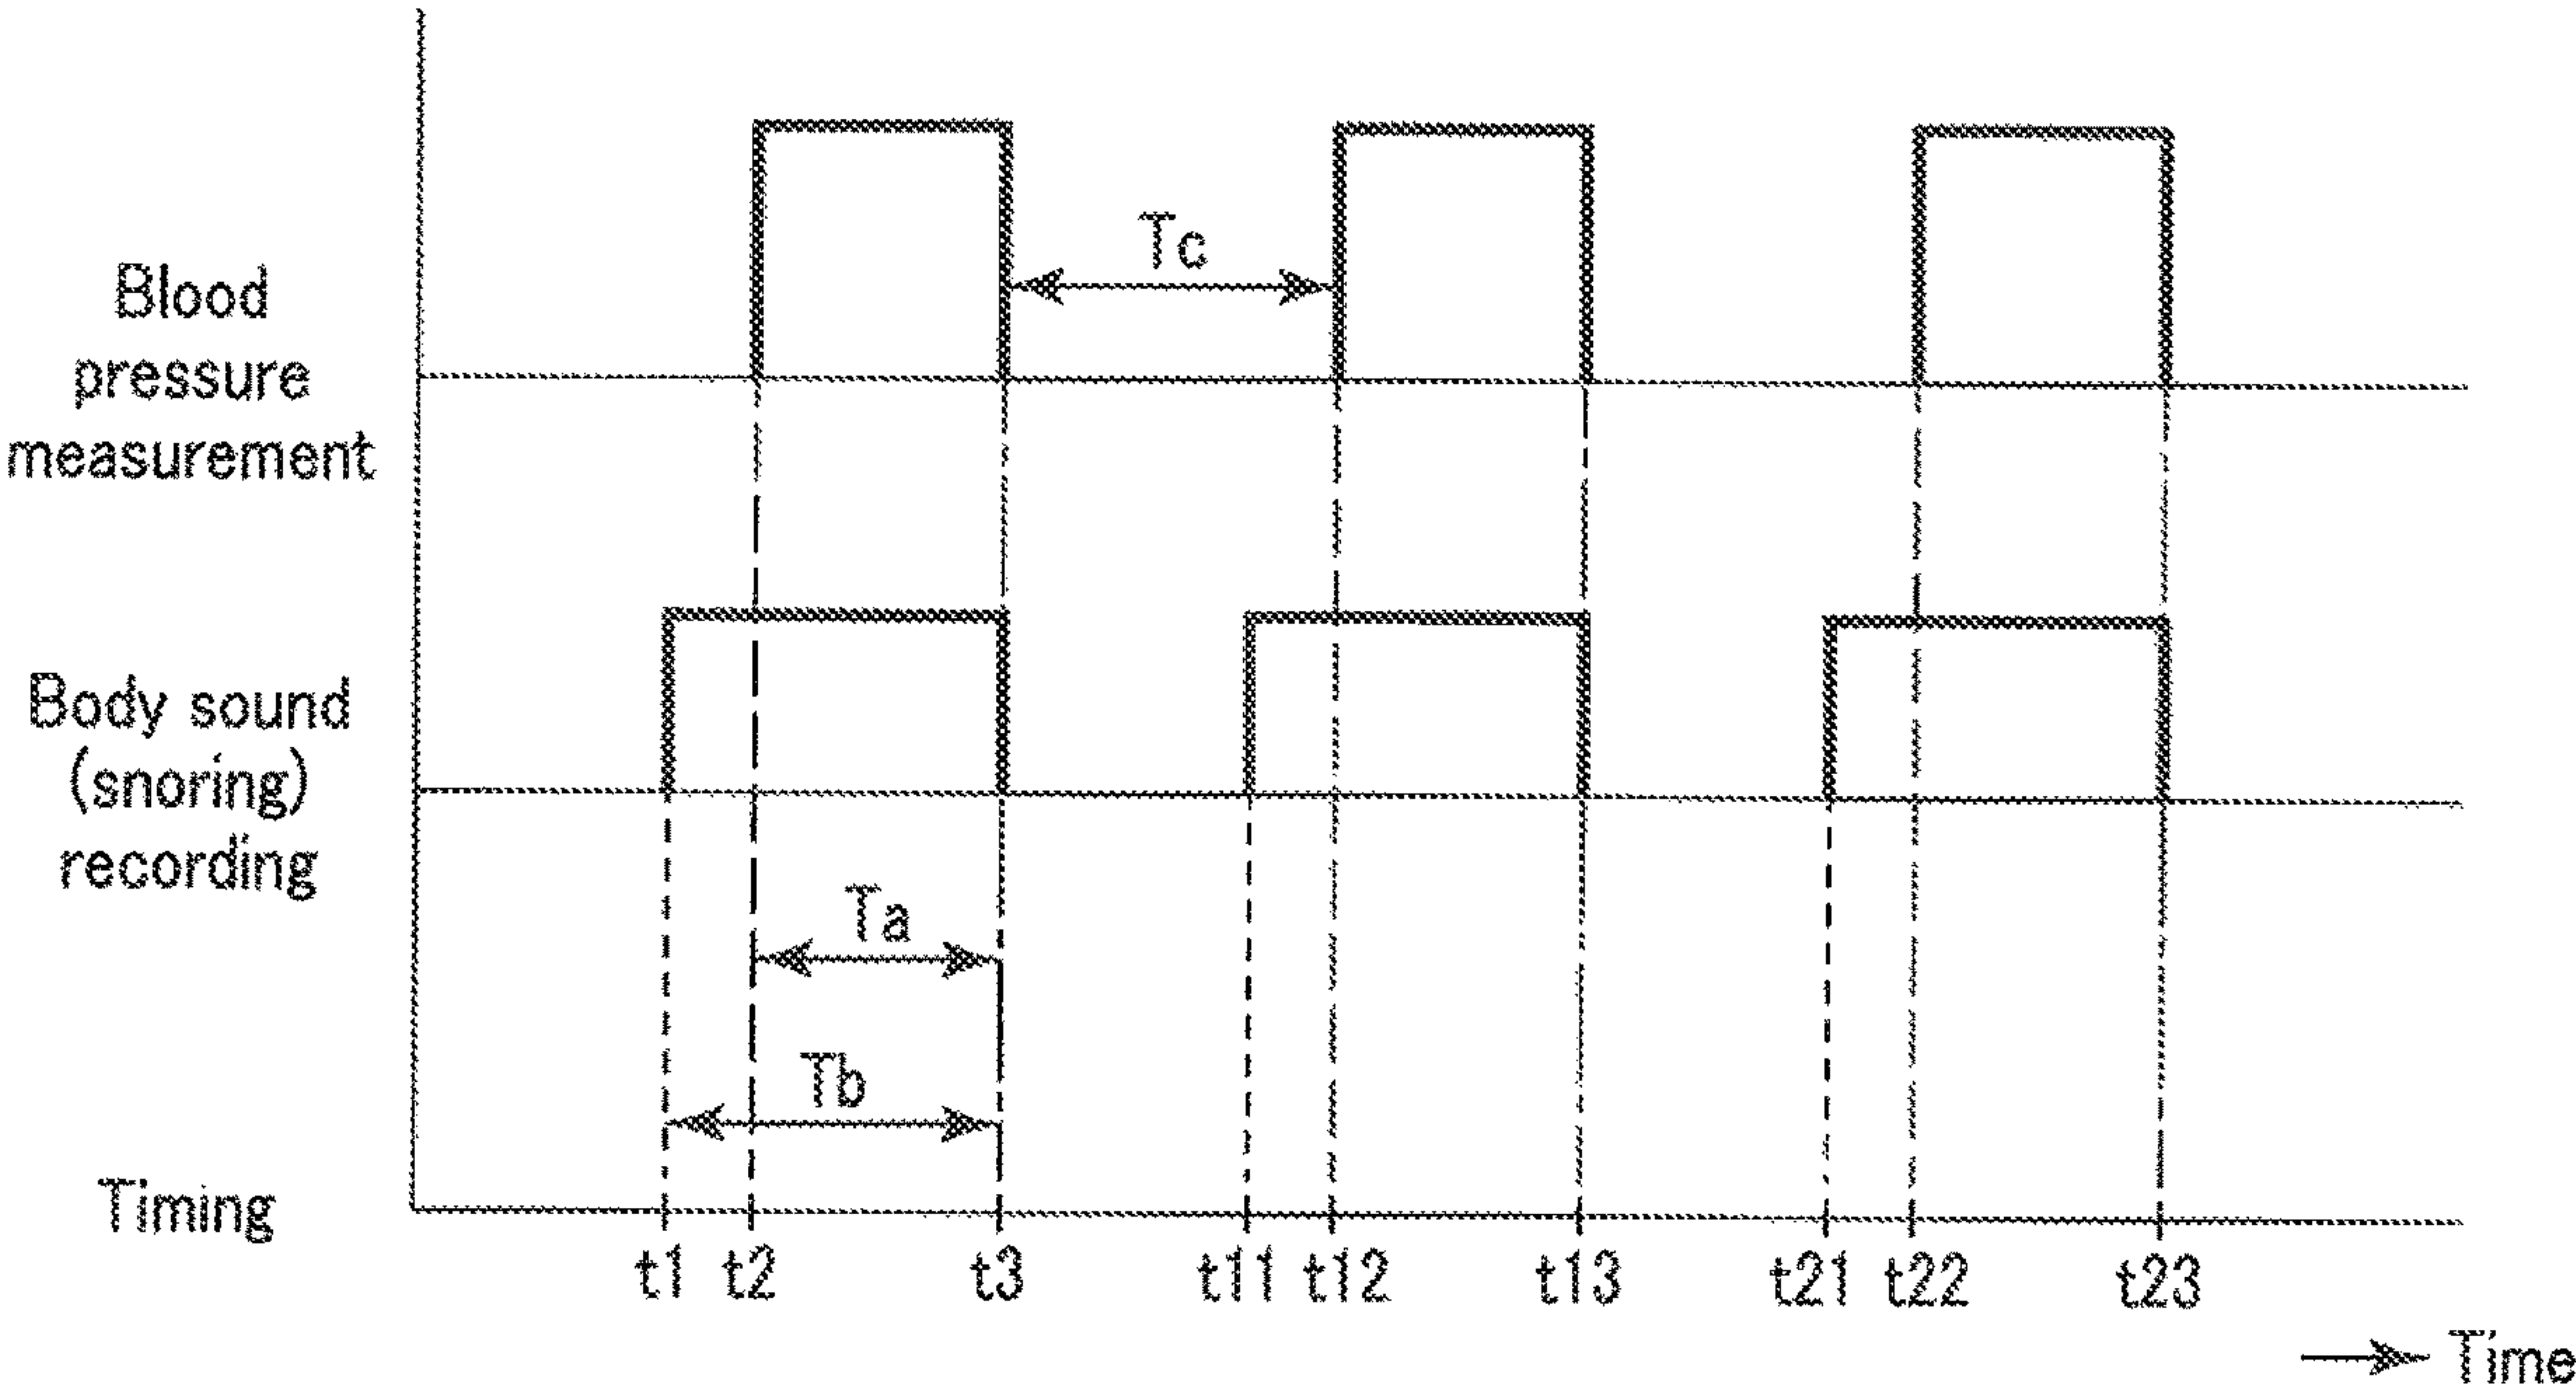 Tc
Blood
pressure
measurement
Body sound
(snoring)
recording
Ta
Tb
Timing
t1 t2 t3 t11 t12 t13 t21 t22 t23
Time